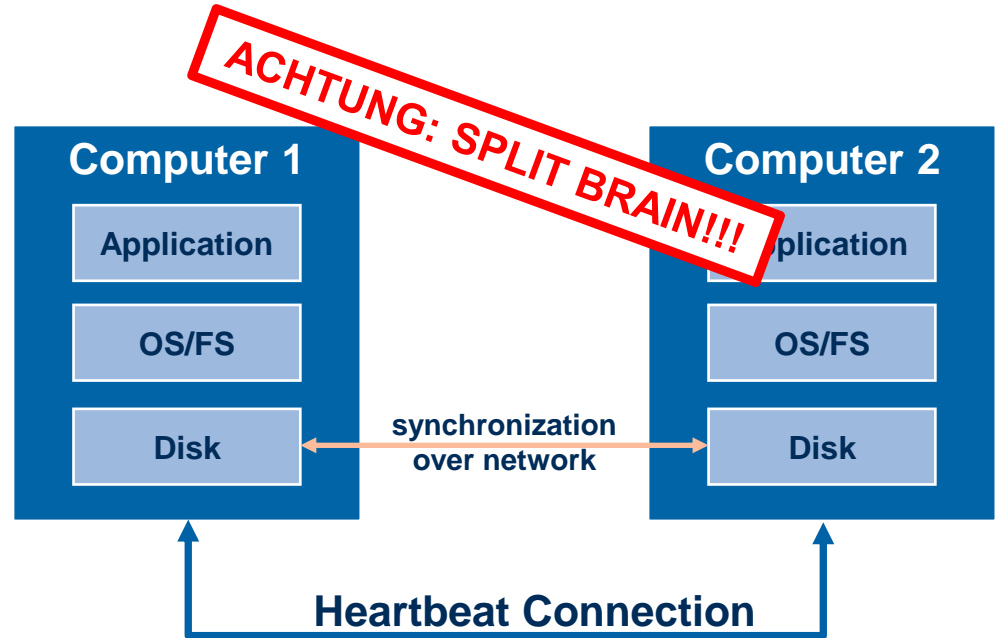 ACHTUNG: SPLIT BRAIN!!!
Computer 1
Application
OS/FS
Disk
synchronization
over network
Computer 2
plication
OS/FS
Disk
Heartbeat Connection